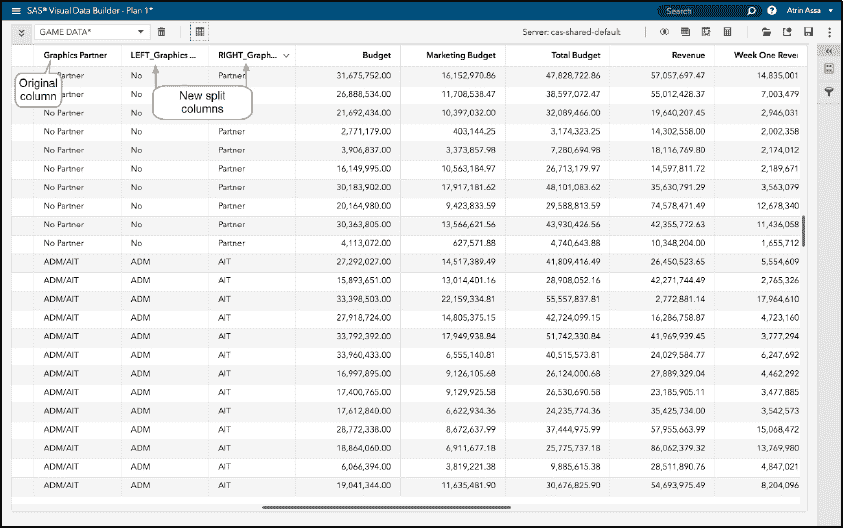 SAS® Visual Data Builder - Plan 1*
Search
Atrin Assa
GAME DATA*
Server: cas-shared-default
Graphics Partner LEFT_Graphics ... RIGHT_Graph... Budget Marketing Budget Total Budget Revenue Week One Rever
Partner No Partner 31,675,752.00 16,152,970.86 47,828,722.86 57,057,697.47 14,835,001
Original column
New split columns
No 26,888,534.00 11,708,538.47 38,597,072.47 55,012,428.37 7,003,479
No Partner No 21,692,434.00 10,397,032.00 32,089,466.00 19,640,207.45 2,946,031
No Partner No Partner 2,771,179.00 403,144.25 3,174,323.25 14,302,558.00 2,002,358
No Partner No Partner 3,906,837.00 3,373,857.98 7,280,694.98 18,116,769.80 2,174,012
No Partner No Partner 16,149,995.00 10,563,184.97 26,713,179.97 14,597,811.72 2,189,671
No Partner No Partner 30,183,902.00 17,917,181.62 48,101,083.62 35,630,791.29 3,563,079
No Partner No Partner 20,164,980.00 9,423,833.59 29,588,813.59 74,578,471.49 12,678,340
No Partner No Partner 30,363,805.00 13,566,621.56 43,930,426.56 42,355,772.63 11,436,058
No Partner No Partner 4,113,072.00 627,571.88 4,740,643.88 10,348,204.00 1,655,712
ADM/AIT ADM AIT 27,292,027.00 14,517,389.49 41,809,416.49 26,450,523.65 5,554,609
ADM/AIT ADM AIT 15,893,651.00 13,014,401.16 28,908,052.16 42,271,744.49 2,765,326
ADM/AIT ADM AIT 33,398,503.00 22,159,334.81 55,557,837.81 2,772,881.14 17,964,610
ADM/AIT ADM AIT 27,918,724.00 14,805,375.15 42,724,099.15 16,286,758.87 4,723,160
ADM/AIT ADM AIT 33,792,392.00 17,949,938.84 51,742,330.84 41,969,939.45 3,777,294
ADM/AIT ADM AIT 33,960,433.00 6,555,140.81 40,515,573.81 24,029,584.77 6,247,692
ADM/AIT ADM AIT 16,997,895.00 9,126,105.68 26,124,000.68 27,889,329.04 4,462,292
ADM/AIT ADM AIT 17,400,765.00 9,129,925.58 26,530,690.58 23,185,905.11 3,477,885
ADM/AIT ADM AIT 17,612,840.00 6,622,934.36 24,235,774.36 35,425,734.00 3,542,573
ADM/AIT ADM AIT 28,772,338.00 8,672,637.99 37,444,975.99 57,955,663.99 15,068,472
ADM/AIT ADM AIT 18,864,060.00 6,911,677.18 25,775,737.18 86,062,379.32 13,769,980
ADM/AIT ADM AIT 6,066,394.00 3,819,221.38 9,885,615.38 28,511,890.76 4,847,021
ADM/AIT ADM AIT 19,041,344.00 11,635,481.90 30,676,825.90 54,693,975.49 8,204,096